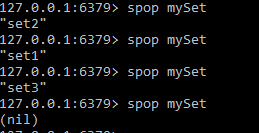 127.0.0.1:6379> spop mySet
"set2"
127.0.0.1:6379> spop mySet
"set1"
127.0.0.1:6379> spop mySet
"set3"
127.0.0.1:6379> spop mySet
(nil)